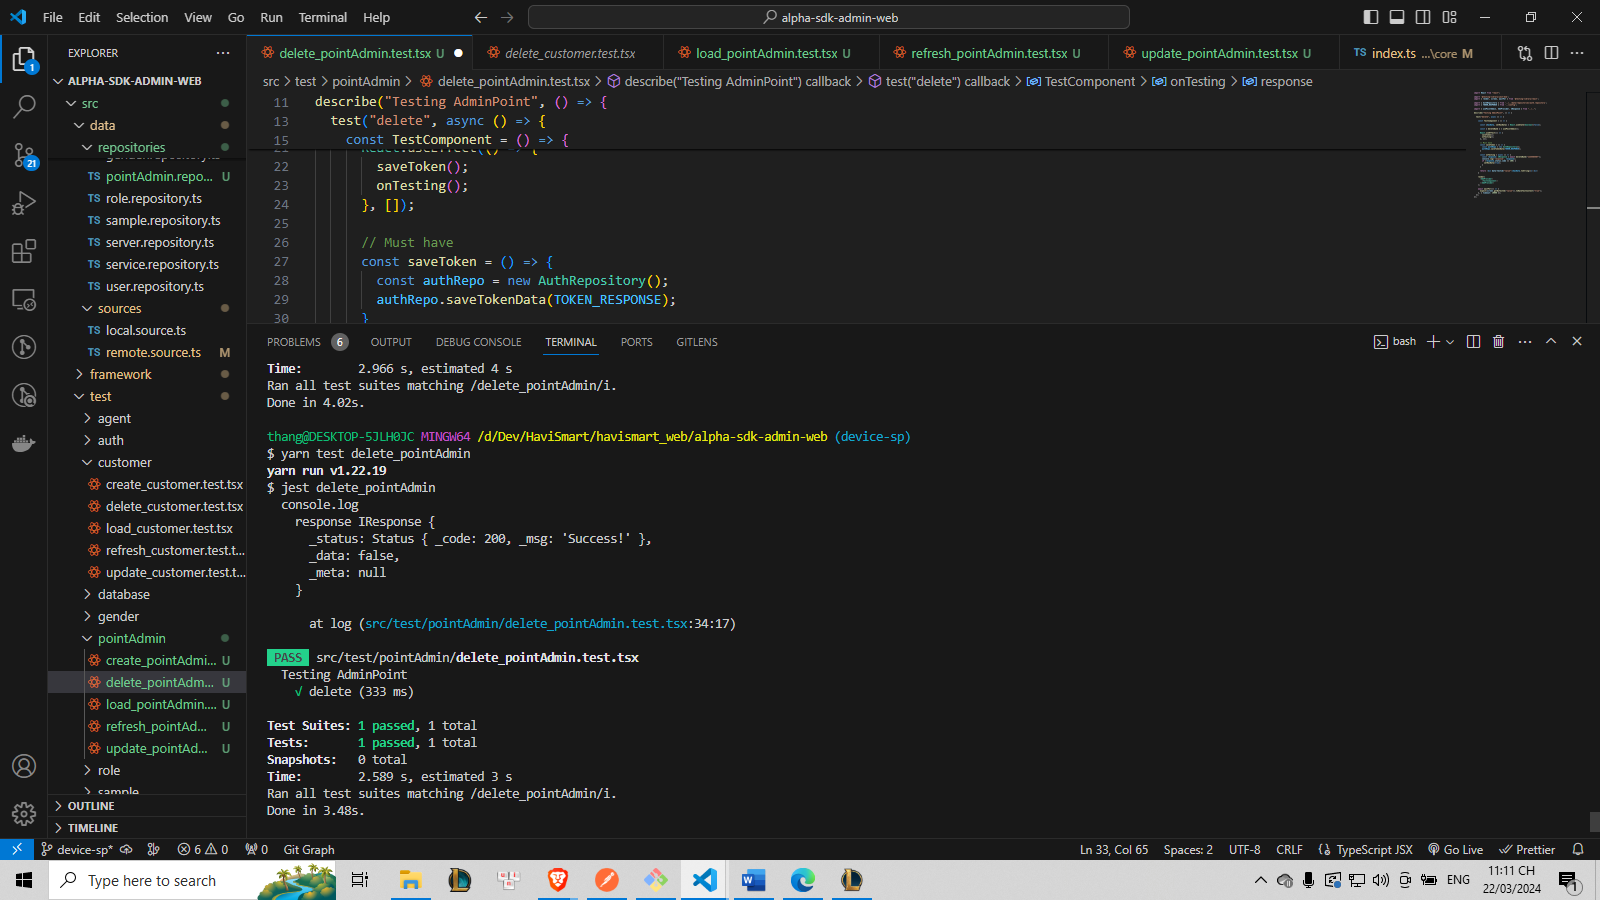 File Edit Selection View Go Run Terminal Help
alpha-sdk-admin-web
EXPLORER
ALPHA-SDK-ADMIN-WEB
src
data
repositories
TS pointAdmin.repo... U
TS role.repository.ts
TS sample.repository.ts
TS server.repository.ts
TS service.repository.ts
TS user.repository.ts
sources
TS local.source.ts
TS remote.source.ts M
framework
test
agent
auth
customer
create_customer.test.tsx
delete_customer.test.tsx
load_customer.test.tsx
refresh_customer.test.t...
update_customer.test.t...
database
gender
pointAdmin
create_pointAdmi... U
delete_pointAdm... U
load_pointAdmin.... U
refresh_pointAd... U
update_pointAd... U
role
sample
OUTLINE
TIMELINE
1
21
delete_pointAdmin.test.tsx U
delete_customer.test.tsx
load_pointAdmin.test.tsx U
refresh_pointAdmin.test.tsx U
update_pointAdmin.test.tsx U
TS index.ts ...\core M
src > test > pointAdmin > delete_pointAdmin.test.tsx > describe("Testing AdminPoint") callback > test("delete") callback > TestComponent > onTesting > response
11 describe("Testing AdminPoint", () => {
13 test("delete", async () => {
15 const TestComponent = () => {
21 React.useEffect(() => {
22 saveToken();
23 onTesting();
24 }, []);
25
26 // Must have
27 const saveToken = () => {
28 const authRepo = new AuthRepository();
29 authRepo.saveTokenData(TOKEN_RESPONSE);
30 }
PROBLEMS 6 OUTPUT DEBUG CONSOLE TERMINAL PORTS GITLENS
bash
Time: 2.966 s, estimated 4 s
Ran all test suites matching /delete_pointAdmin/i.
Done in 4.02s.
thang@DESKTOP-5JLH0JC MINGW64 /d/Dev/HaviSmart/havismart_web/alpha-sdk-admin-web (device-sp)
$ yarn test delete_pointAdmin
yarn run v1.22.19
$ jest delete_pointAdmin
console.log
response IResponse {
_status: Status { _code: 200, _msg: 'Success!' },
_data: false,
_meta: null
}
at log (src/test/pointAdmin/delete_pointAdmin.test.tsx:34:17)
PASS src/test/pointAdmin/delete_pointAdmin.test.tsx
Testing AdminPoint
√ delete (333 ms)
Test Suites: 1 passed, 1 total
Tests: 1 passed, 1 total
Snapshots: 0 total
Time: 2.589 s, estimated 3 s
Ran all test suites matching /delete_pointAdmin/i.
Done in 3.48s.
device-sp* 6 0 0 Git Graph
Ln 33, Col 65 Spaces: 2 UTF-8 CRLF {} TypeScript JSX Go Live Prettier
Type here to search
ENG
11:11 CH
22/03/2024
1